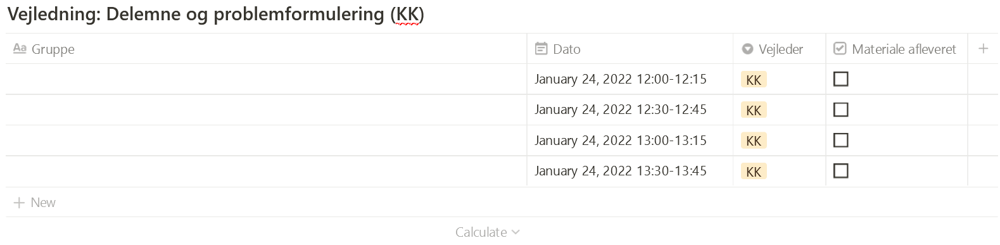 Vejledning: Delemne og problemformulering (KK)
Aa Gruppe Dato Vejleder Materiale afleveret
January 24, 2022 12:00-12:15 KK
January 24, 2022 12:30-12:45 KK
January 24, 2022 13:00-13:15 KK
January 24, 2022 13:30-13:45 KK
+ New
Calculate